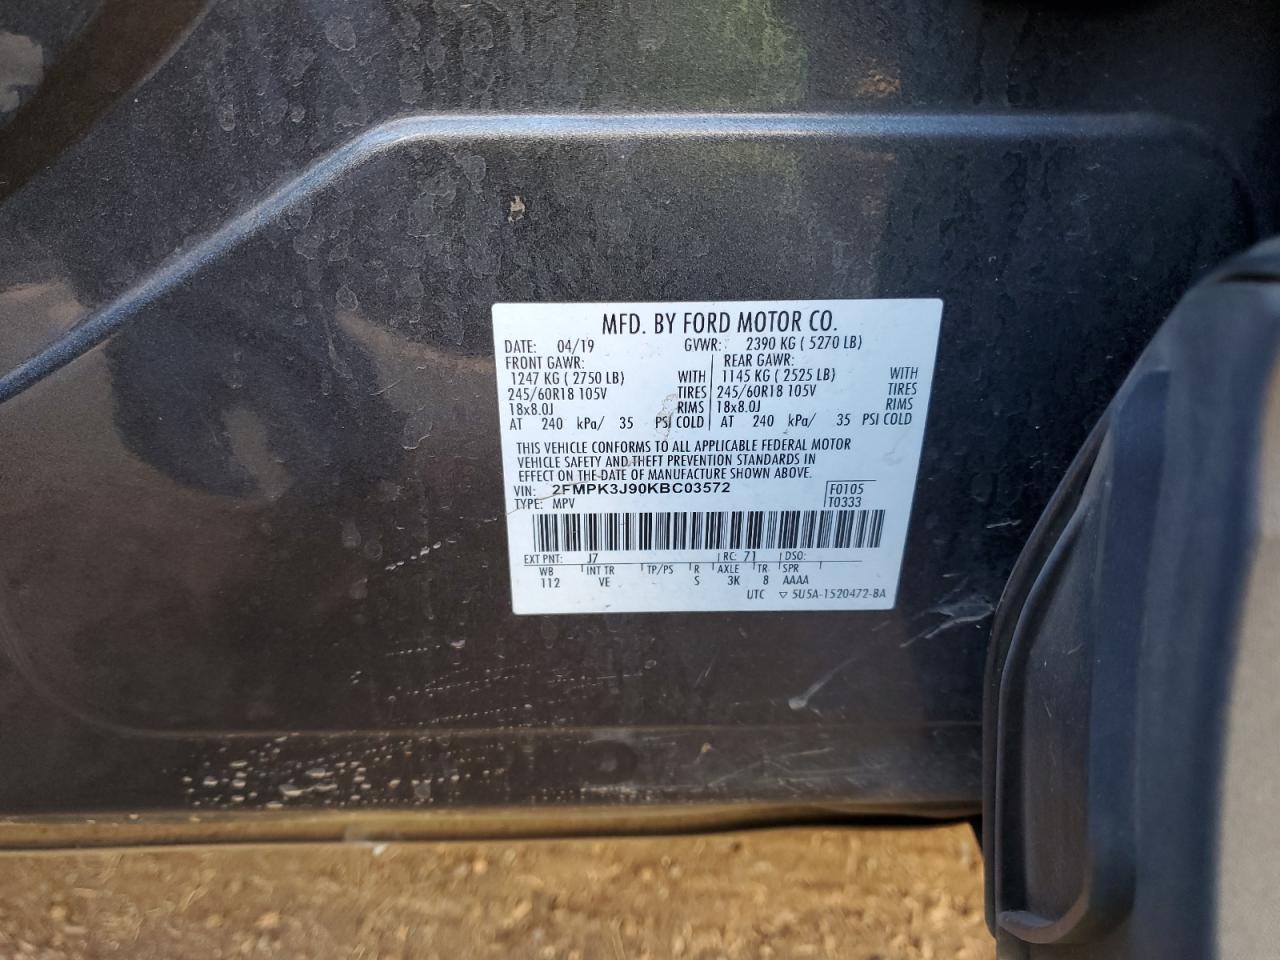 MFD. BY FORD MOTOR CO.
DATE: 04/19 GVWR: 2390 KG ( 5270 LB)
FRONT GAWR: REAR GAWR:
1247 KG ( 2750 LB) WITH 1145 KG ( 2525 LB) WITH
245/60R18 105V TIRES 245/60R18 105V TIRES
18x8.0J RIMS 18x8.0J RIMS
AT 240 kPa/ 35 PSI COLD AT 240 kPa/ 35 PSI COLD
THIS VEHICLE CONFORMS TO ALL APPLICABLE FEDERAL MOTOR
VEHICLE SAFETY AND THEFT PREVENTION STANDARDS IN
EFFECT ON THE DATE OF MANUFACTURE SHOWN ABOVE.
VIN: 2FMPK3J90KBC03572 F0105
TYPE: MPV T0333
EXT PNT: J7 RC: 71 DSO:
WB INT TR TP/PS R AXLE TR SPR
112 VE S 3K 8 AAAA
UTC ▽ 5U5A-1520472-BA